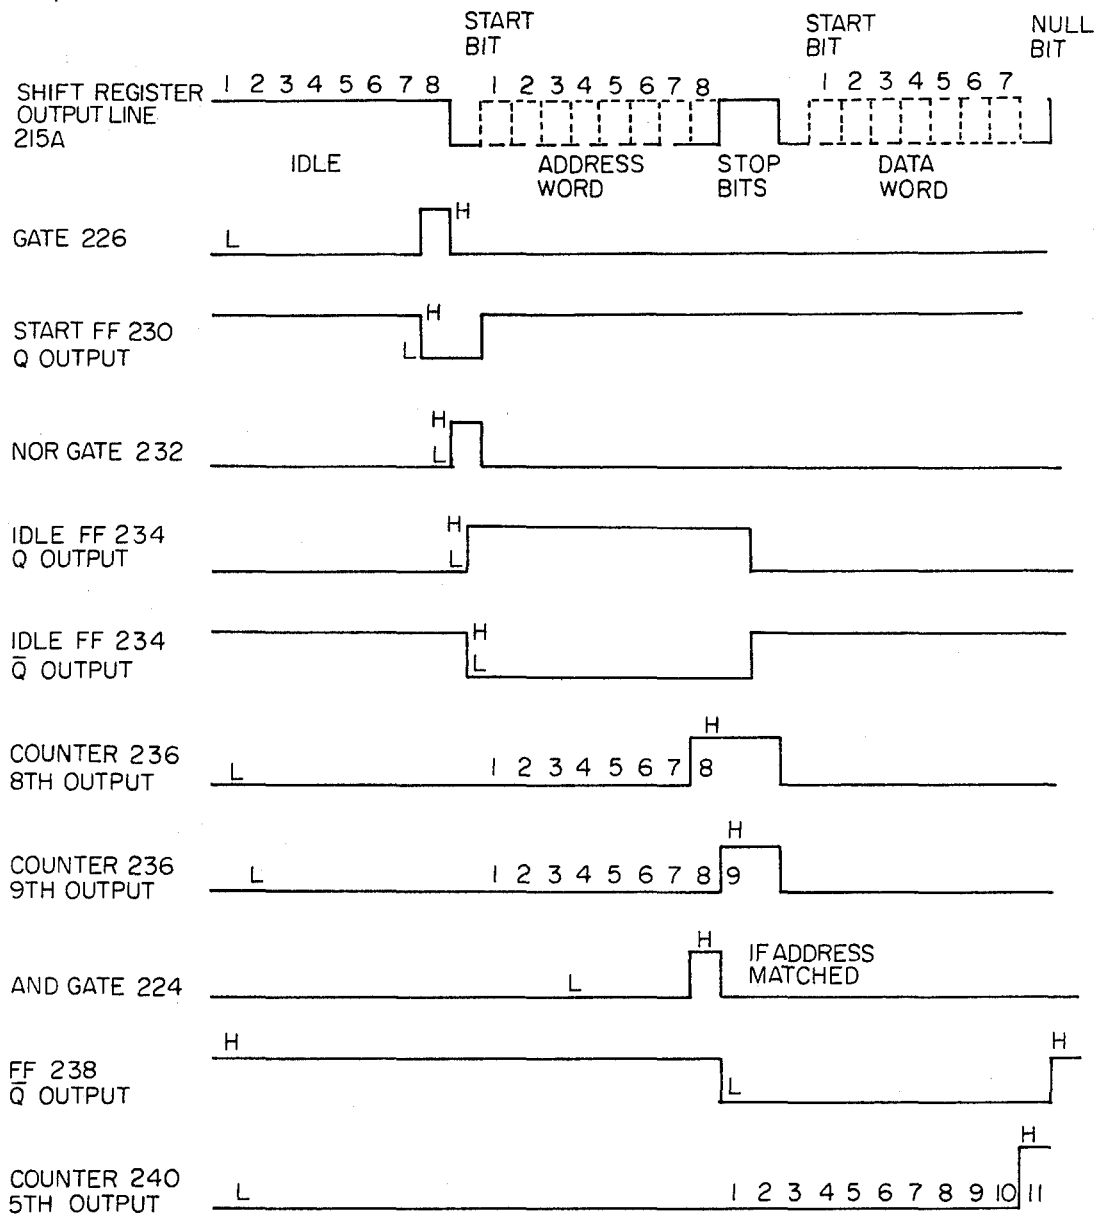 START BIT
START BIT
NULL BIT
SHIFT REGISTER OUTPUT LINE 215A
1 2 3 4 5 6 7 8
1 2 3 4 5 6 7 8
1 2 3 4 5 6 7
IDLE
ADDRESS WORD
STOP BITS
DATA WORD
GATE 226
L
H
START FF 230
Q OUTPUT
H
L
NOR GATE 232
H
L
IDLE FF 234
Q OUTPUT
H
L
IDLE FF 234
Q̅ OUTPUT
H
L
COUNTER 236
8TH OUTPUT
L
1 2 3 4 5 6 7 8
H
COUNTER 236
9TH OUTPUT
L
1 2 3 4 5 6 7 8 9
H
AND GATE 224
L
H
IF ADDRESS MATCHED
FF 238
Q̅ OUTPUT
H
L
H
COUNTER 240
5TH OUTPUT
L
1 2 3 4 5 6 7 8 9 10 11
H